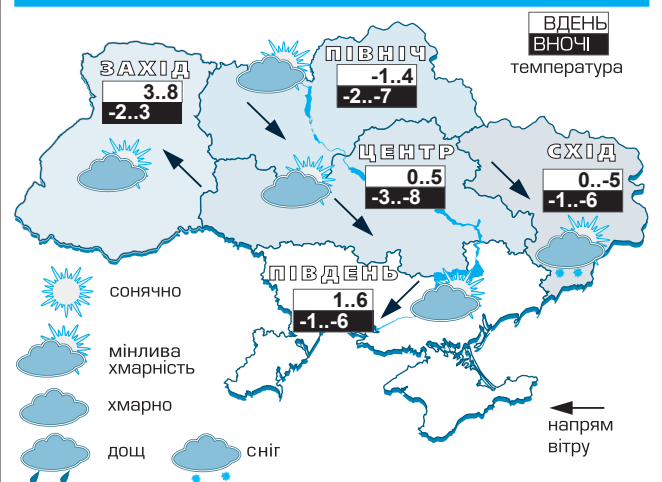 ВДЕНЬ
ВНОЧІ
температура
ЗАХІД
3..8
-2..3
ПІВНІЧ
-1..4
-2..-7
ЦЕНТР
0..5
-3..-8
СХІД
0..-5
-1..-6
ПІВДЕНЬ
1..6
-1..-6
сонячно
мінлива
хмарність
хмарно
дощ
сніг
напрям
вітру